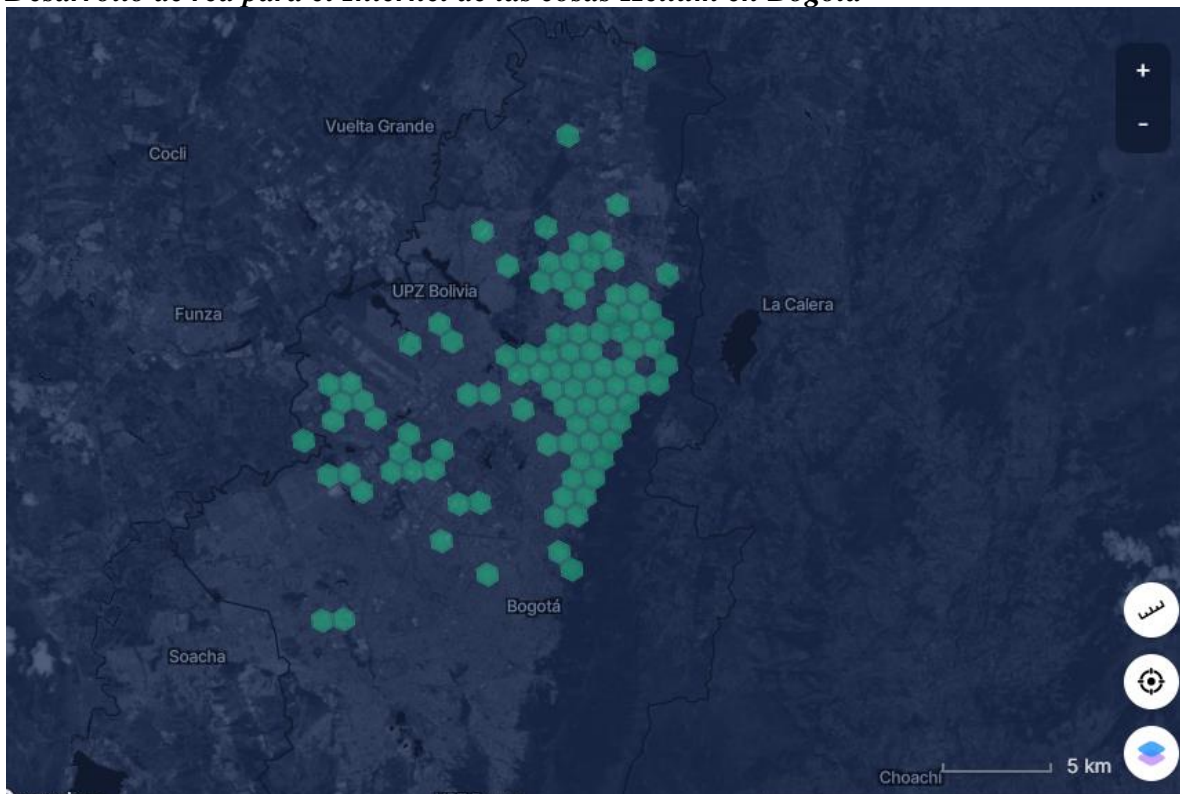 Desarrollo de red para el Internet de las cosas Helium en Bogotá
+
Vuelta Grande
-
Cocli
UPZ Bolivia
La Calera
Funza
Bogotá
Soacha
5 km
Choachí